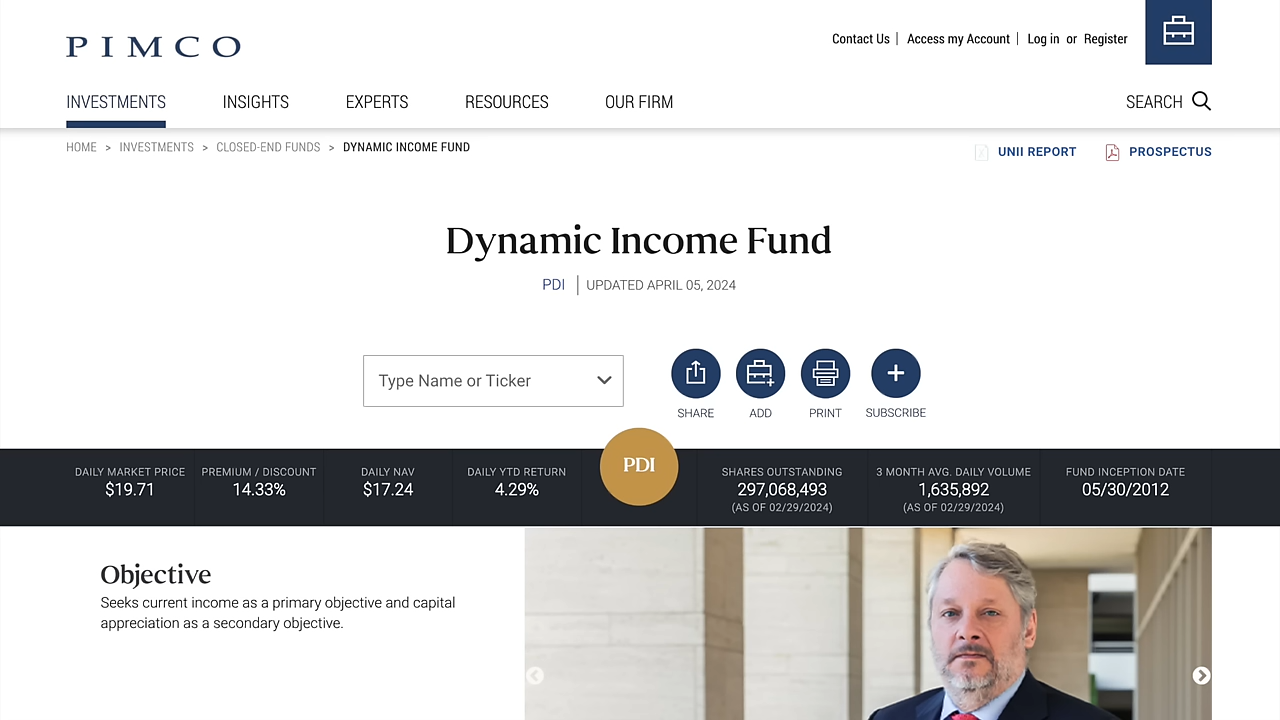 PIMCO
Contact Us | Access my Account | Log in or Register
INVESTMENTS INSIGHTS EXPERTS RESOURCES OUR FIRM SEARCH
HOME > INVESTMENTS > CLOSED-END FUNDS > DYNAMIC INCOME FUND
UNII REPORT PROSPECTUS
Dynamic Income Fund
PDI | UPDATED APRIL 05, 2024
Type Name or Ticker
SHARE ADD PRINT SUBSCRIBE
DAILY MARKET PRICE PREMIUM / DISCOUNT DAILY NAV DAILY YTD RETURN PDI SHARES OUTSTANDING 3 MONTH AVG. DAILY VOLUME FUND INCEPTION DATE
$19.71 14.33% $17.24 4.29% 297,068,493 1,635,892 05/30/2012
(AS OF 02/29/2024) (AS OF 02/29/2024)
Objective
Seeks current income as a primary objective and capital
appreciation as a secondary objective.